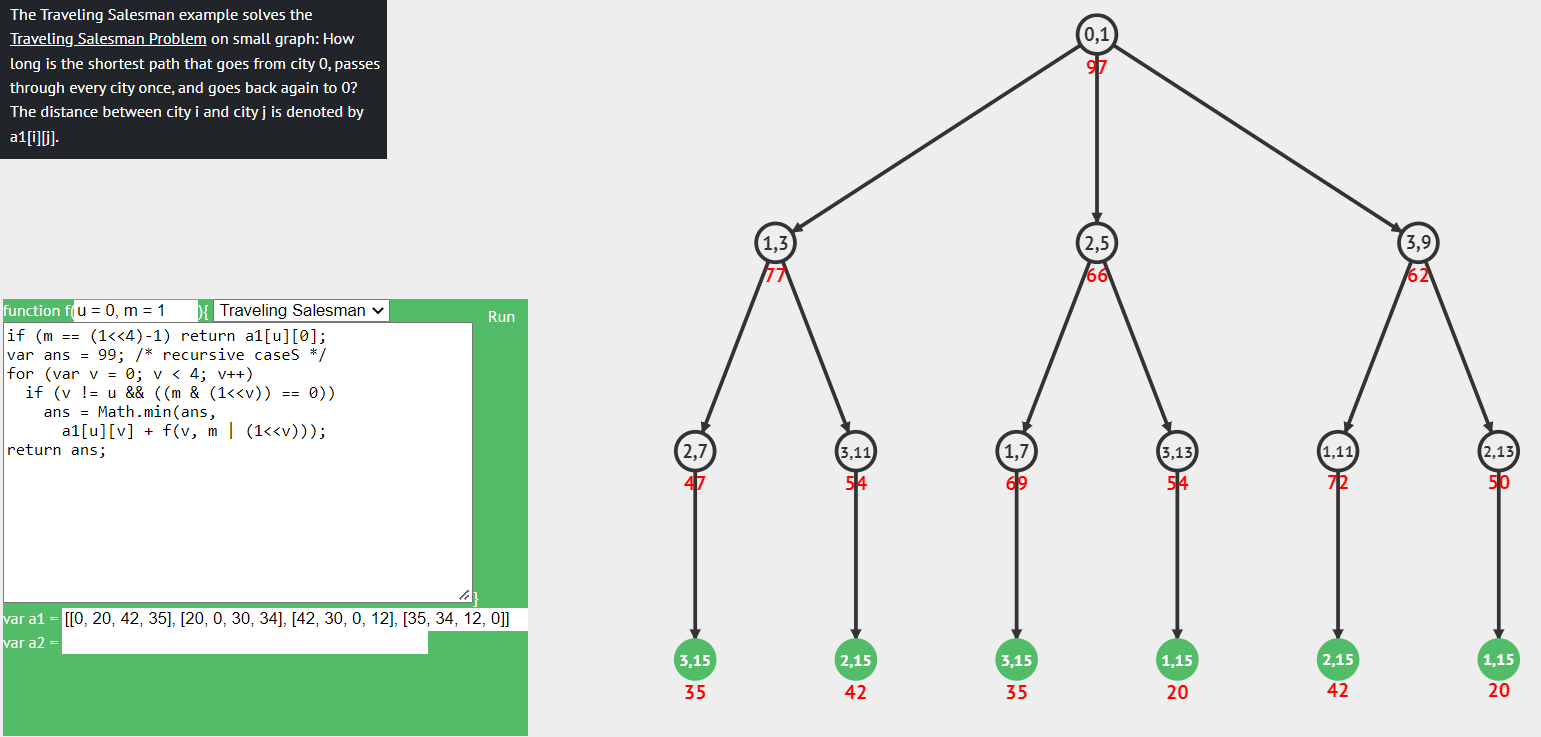 The Traveling Salesman example solves the
Traveling Salesman Problem on small graph: How
long is the shortest path that goes from city 0, passes
through every city once, and goes back again to 0?
The distance between city i and city j is denoted by
a1[i][j].
function f(u = 0, m = 1 ){ Traveling Salesman
Run
if (m == (1<<4)-1) return a1[u][0];
var ans = 99; /* recursive caseS */
for (var v = 0; v < 4; v++)
if (v != u && ((m & (1<<v)) == 0))
ans = Math.min(ans,
a1[u][v] + f(v, m | (1<<v)));
return ans;
}
var a1 = [[0, 20, 42, 35], [20, 0, 30, 34], [42, 30, 0, 12], [35, 34, 12, 0]]
var a2 =
0,1
97
1,3 2,5 3,9
77 66 62
2,7 3,11 1,7 3,13 1,11 2,13
47 54 69 54 72 50
3,15 2,15 3,15 1,15 2,15 1,15
35 42 35 20 42 20